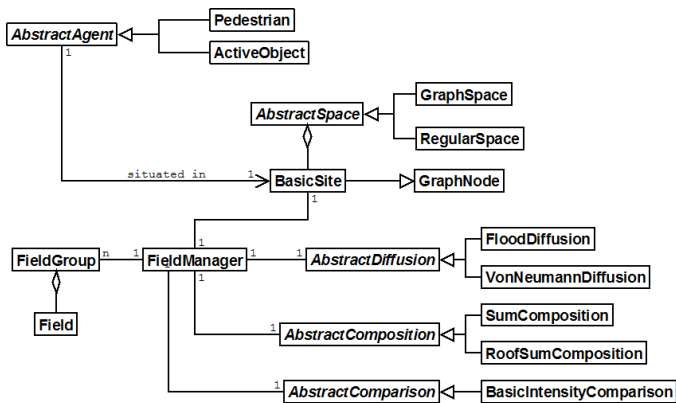 Pedestrian
AbstractAgent
1
ActiveObject
GraphSpace
AbstractSpace
RegularSpace
situated in
1
BasicSite
GraphNode
1
1
FloodDiffusion
FieldGroup
n
1
FieldManager
1
1
AbstractDiffusion
1
VonNeumannDiffusion
Field
SumComposition
1
AbstractComposition
RoofSumComposition
1
AbstractComparison
BasicIntensityComparison